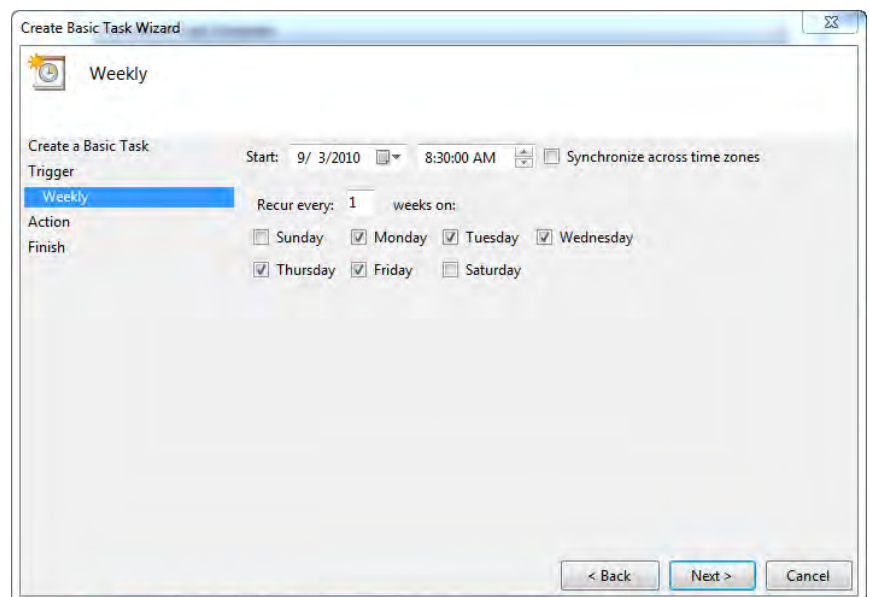 Create Basic Task Wizard
Weekly
Create a Basic Task
Trigger
Weekly
Action
Finish
Start: 9/ 3/2010 8:30:00 AM Synchronize across time zones
Recur every: 1 weeks on:
Sunday Monday Tuesday Wednesday
Thursday Friday Saturday
< Back Next > Cancel